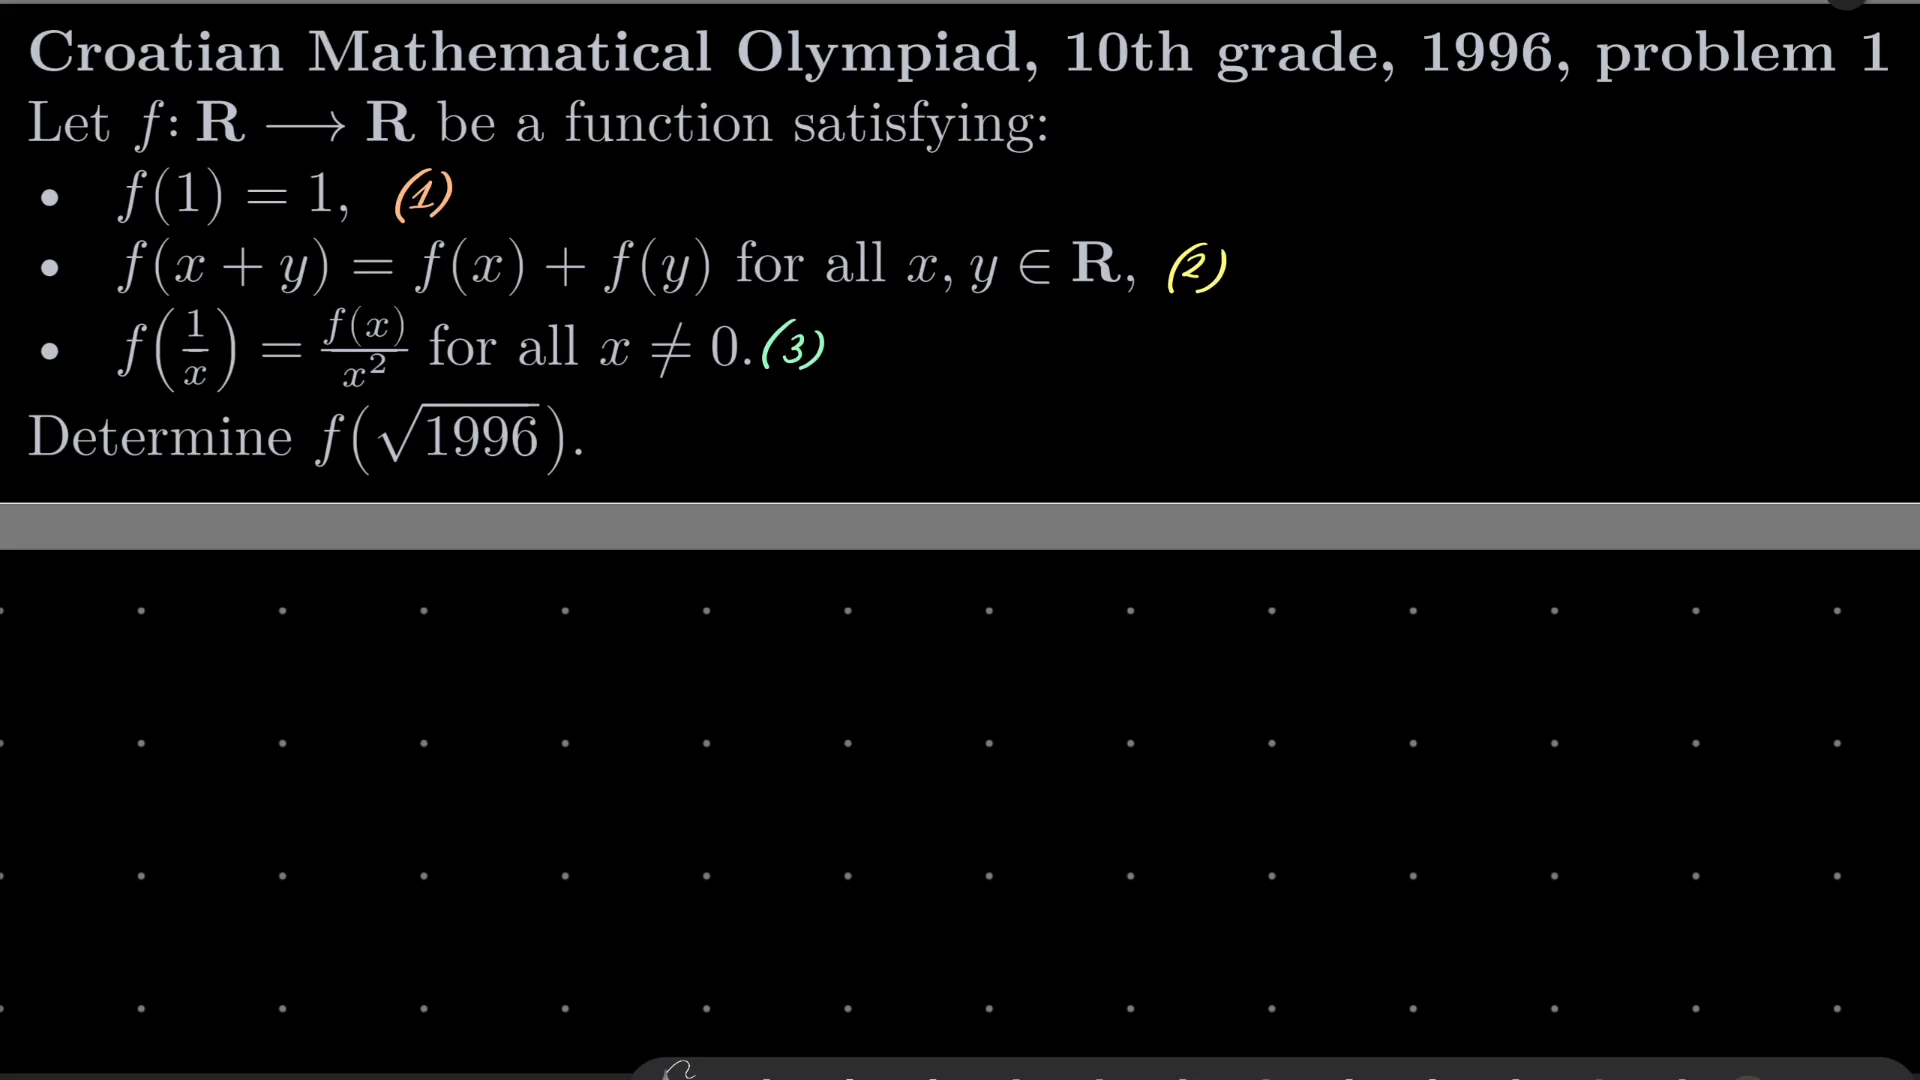 Croatian Mathematical Olympiad, 10th grade, 1996, problem 1
Let f: R ⟶ R be a function satisfying:
• f(1) = 1, (1)
• f(x + y) = f(x) + f(y) for all x, y ∈ R, (2)
• f(1/x) = f(x)/x² for all x ≠ 0. (3)
Determine f(√1996).